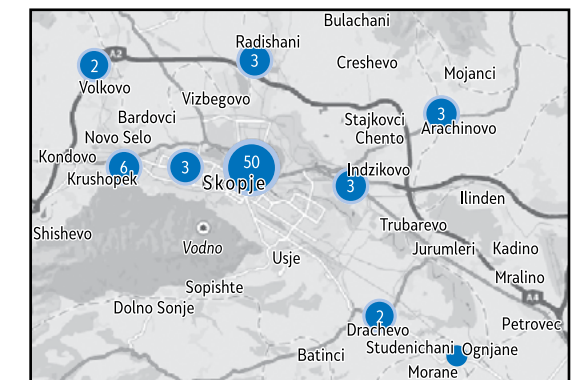 Bulachani
Radishani
A2
2
3
Creshevo
Mojanci
Volkovo
Vizbegovo
Bardovci
Stajkovci
3
Arachinovo
Novo Selo
Chento
Kondovo
50
6
3
Indzikovo
Krushopek
Skopje
3
Ilinden
Shishevo
Trubarevo
Vodno
Jurumleri
Kadino
Usje
Mralino
Sopishte
A4
Dolno Sonje
2
Petrovec
Drachevo
Studenichani
Ognjane
Batinci
Morane